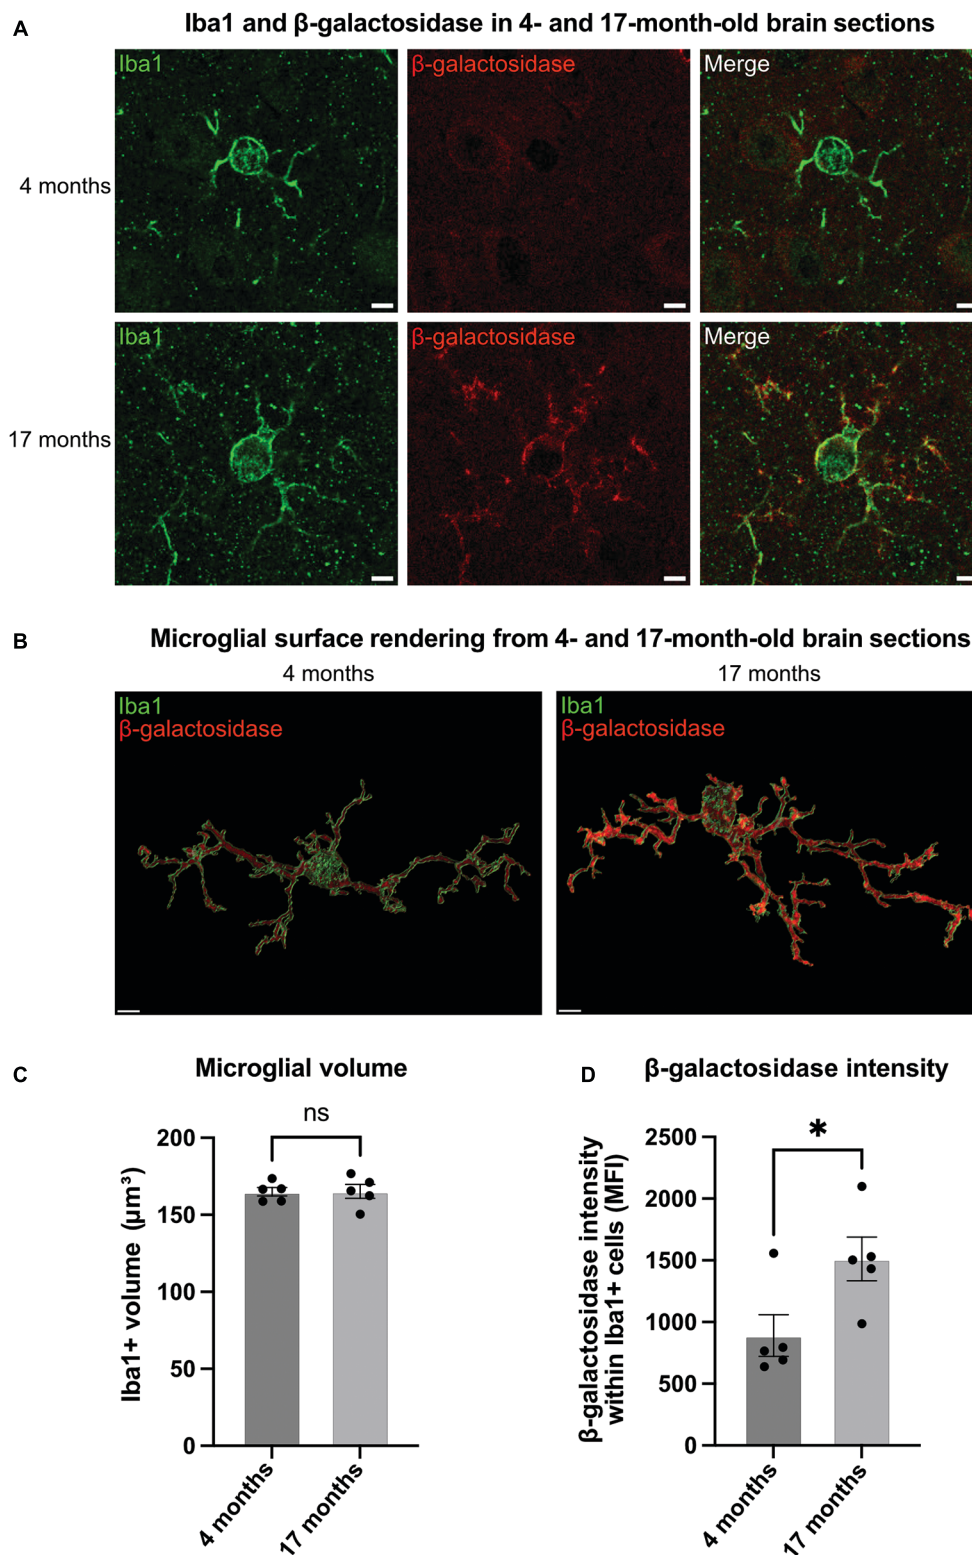 A
Iba1 and β-galactosidase in 4- and 17-month-old brain sections
Iba1
β-galactosidase
Merge
4 months
Iba1
β-galactosidase
Merge
17 months
B
Microglial surface rendering from 4- and 17-month-old brain sections
4 months
17 months
Iba1
β-galactosidase
Iba1
β-galactosidase
C
Microglial volume
ns
200
150
100
50
0
Iba1+ volume (µm³)
4 months
17 months
D
β-galactosidase intensity
*
2500
2000
1500
1000
500
0
β-galactosidase intensity
within Iba1+ cells (MFI)
4 months
17 months